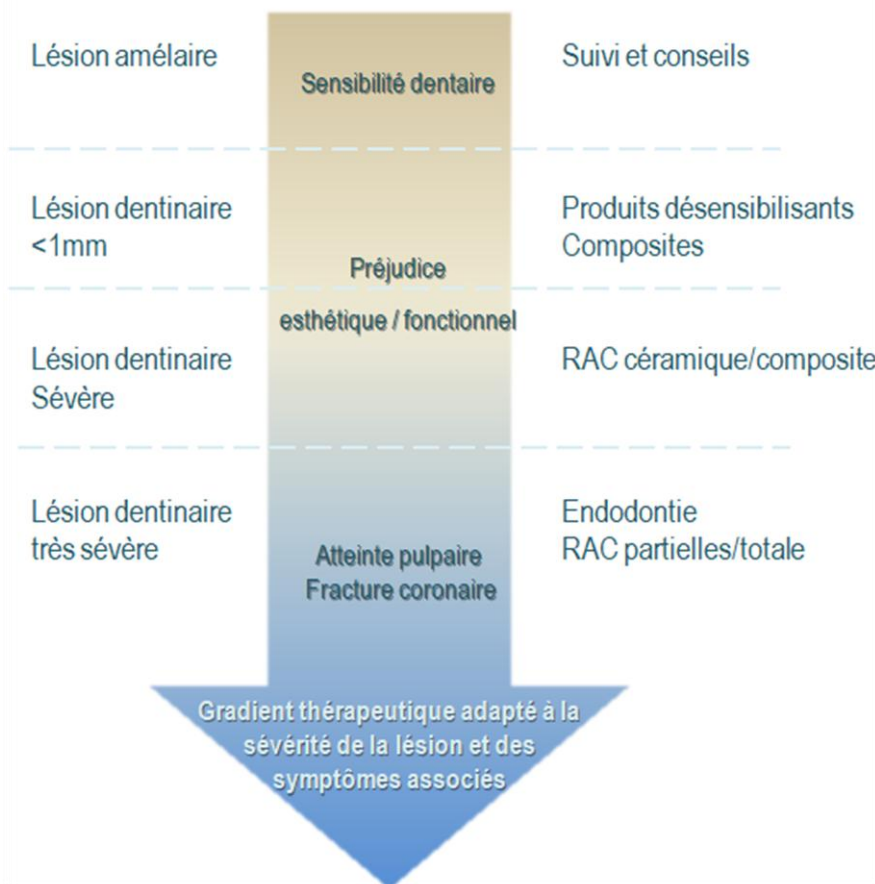 Lésion amélaire
Sensibilité dentaire
Suivi et conseils
Lésion dentinaire
<1mm
Produits désensibilisants
Composites
Préjudice
esthétique / fonctionnel
Lésion dentinaire
Sévère
RAC céramique/composite
Lésion dentinaire
très sévère
Atteinte pulpaire
Fracture coronaire
Endodontie
RAC partielles/totale
Gradient thérapeutique adapté à la
sévérité de la lésion et des
symptômes associés